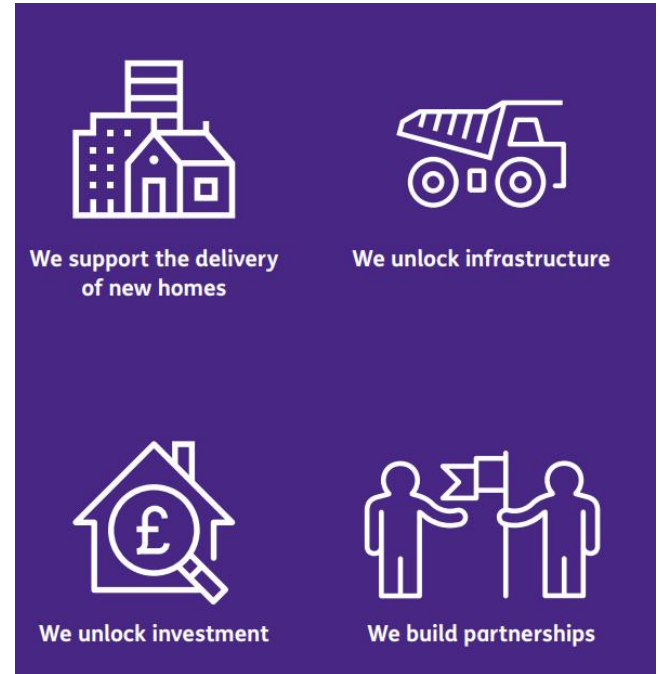 We support the delivery
of new homes
We unlock infrastructure
£
We unlock investment
We build partnerships